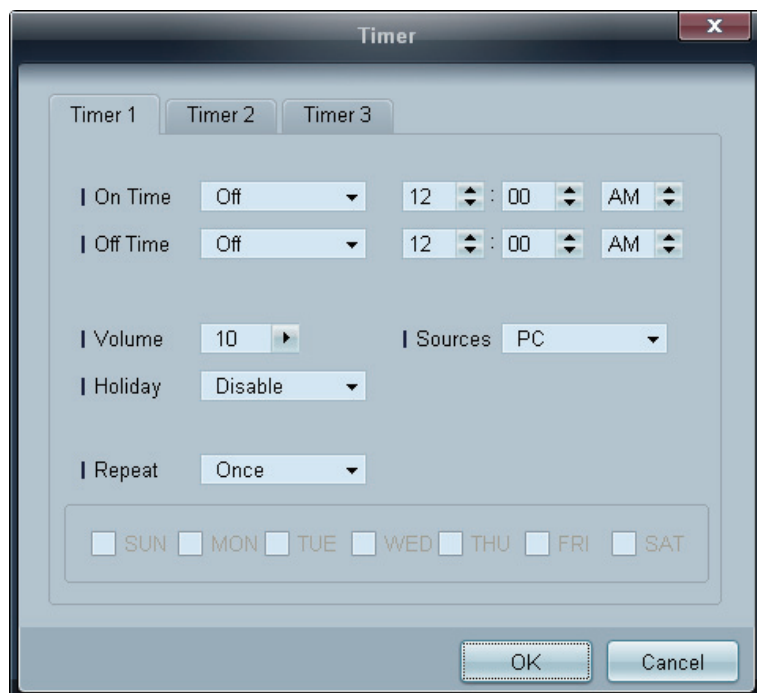 Timer
X
Timer 1 Timer 2 Timer 3
On Time Off 12 : 00 AM
Off Time Off 12 : 00 AM
Volume 10 Sources PC
Holiday Disable
Repeat Once
SUN MON TUE WED THU FRI SAT
OK Cancel